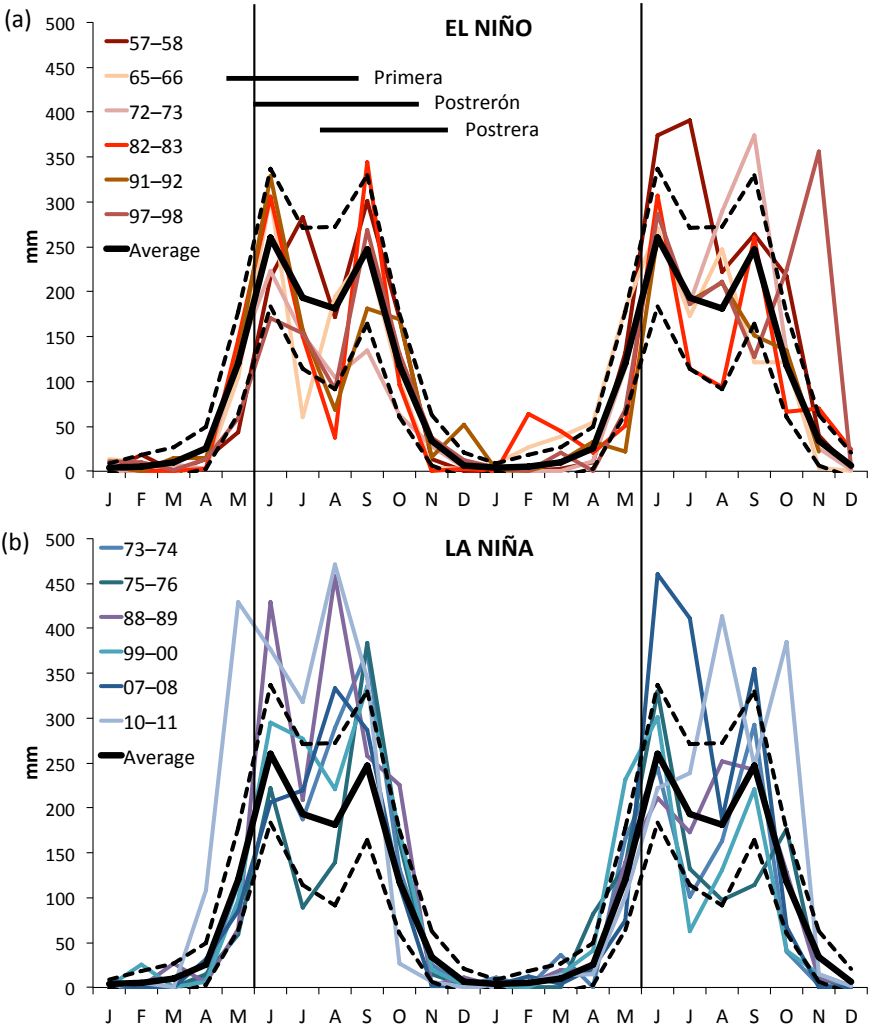 (a)
EL NIÑO
500
450
400
350
300
250
200
150
100
50
0
mm
57–58
65–66
72–73
82–83
91–92
97–98
Average
Primera
Postrerón
Postrera
J F M A M J J A S O N D J F M A M J J A S O N D
(b)
LA NIÑA
500
450
400
350
300
250
200
150
100
50
0
mm
73–74
75–76
88–89
99–00
07–08
10–11
Average
J F M A M J J A S O N D J F M A M J J A S O N D